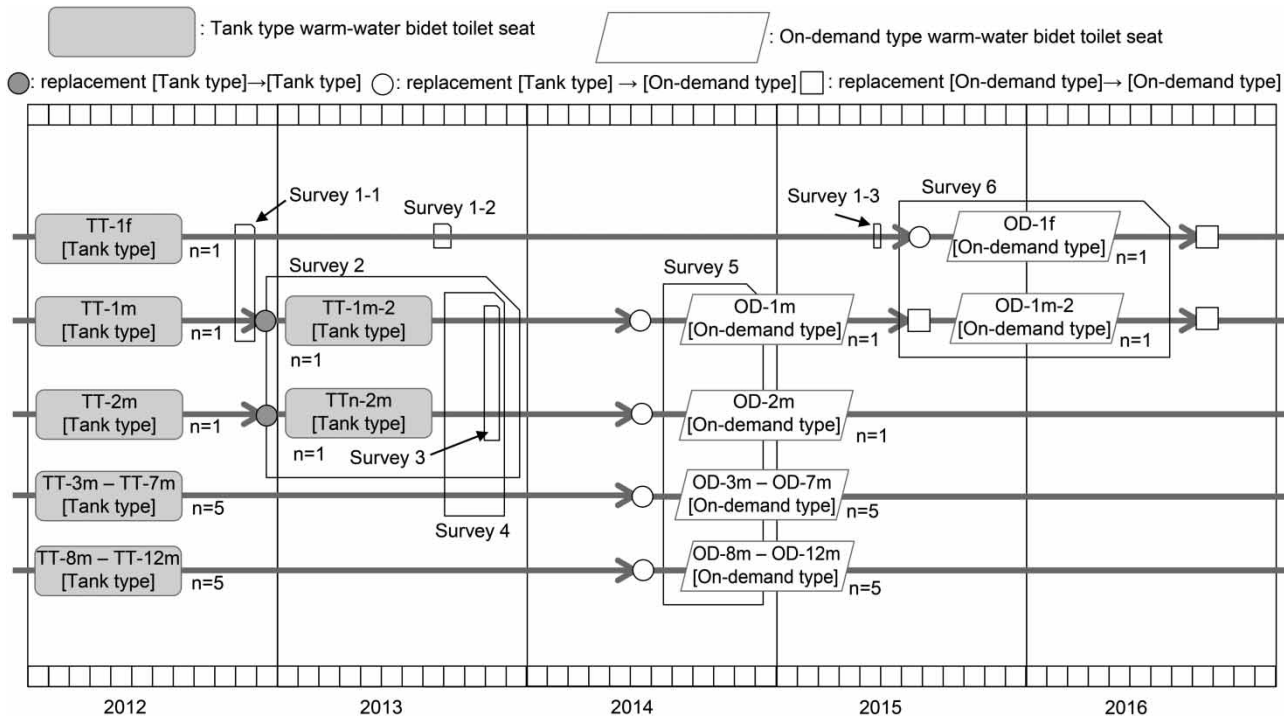 : Tank type warm-water bidet toilet seat
: On-demand type warm-water bidet toilet seat
: replacement [Tank type]→[Tank type]
: replacement [Tank type] → [On-demand type]
: replacement [On-demand type]→ [On-demand type]
Survey 1-1
Survey 1-2
Survey 1-3
Survey 6
TT-1f
[Tank type]
n=1
OD-1f
[On-demand type]
n=1
Survey 2
Survey 5
TT-1m
[Tank type]
n=1
TT-1m-2
[Tank type]
n=1
OD-1m
[On-demand type]
n=1
OD-1m-2
[On-demand type]
n=1
TT-2m
[Tank type]
n=1
TTn-2m
[Tank type]
n=1
OD-2m
[On-demand type]
n=1
Survey 3
TT-3m – TT-7m
[Tank type]
n=5
Survey 4
OD-3m – OD-7m
[On-demand type]
n=5
TT-8m – TT-12m
[Tank type]
n=5
OD-8m – OD-12m
[On-demand type]
n=5
2012
2013
2014
2015
2016